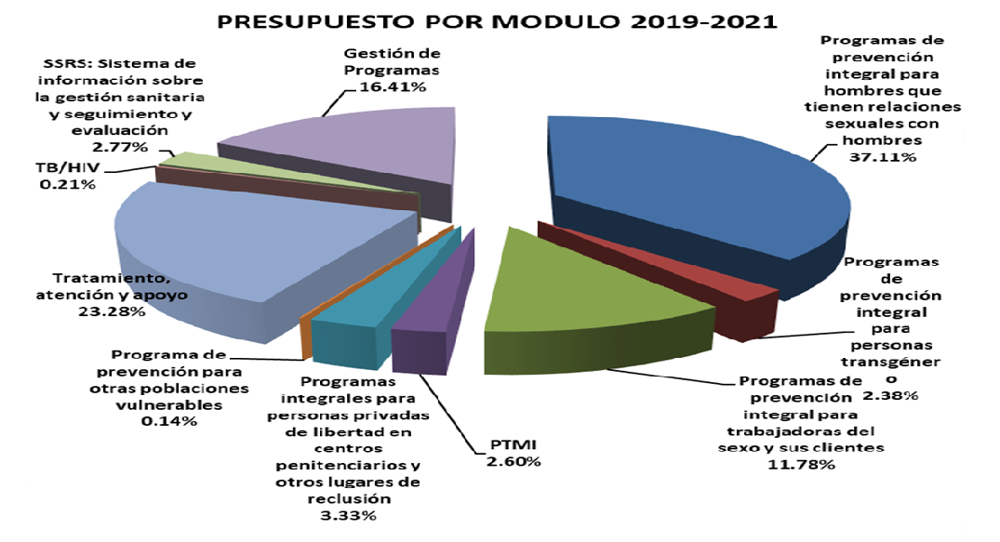 PRESUPUESTO POR MODULO 2019-2021
Programas de
prevención
integral para
hombres que
tienen relaciones
sexuales con
hombres
37.11%
Programas
de
prevención
integral
para
personas
transgéner
o
2.38%
Programas de
prevención
integral para
trabajadoras del
sexo y sus clientes
11.78%
PTMI
2.60%
Programas
integrales para
personas privadas
de libertad en
centros
penitenciarios y
otros lugares de
reclusión
3.33%
Programa de
prevención para
otras poblaciones
vulnerables
0.14%
Tratamiento,
atención y apoyo
23.28%
TB/HIV
0.21%
SSRS: Sistema de
información sobre
la gestión sanitaria
y seguimiento y
evaluación
2.77%
Gestión de
Programas
16.41%